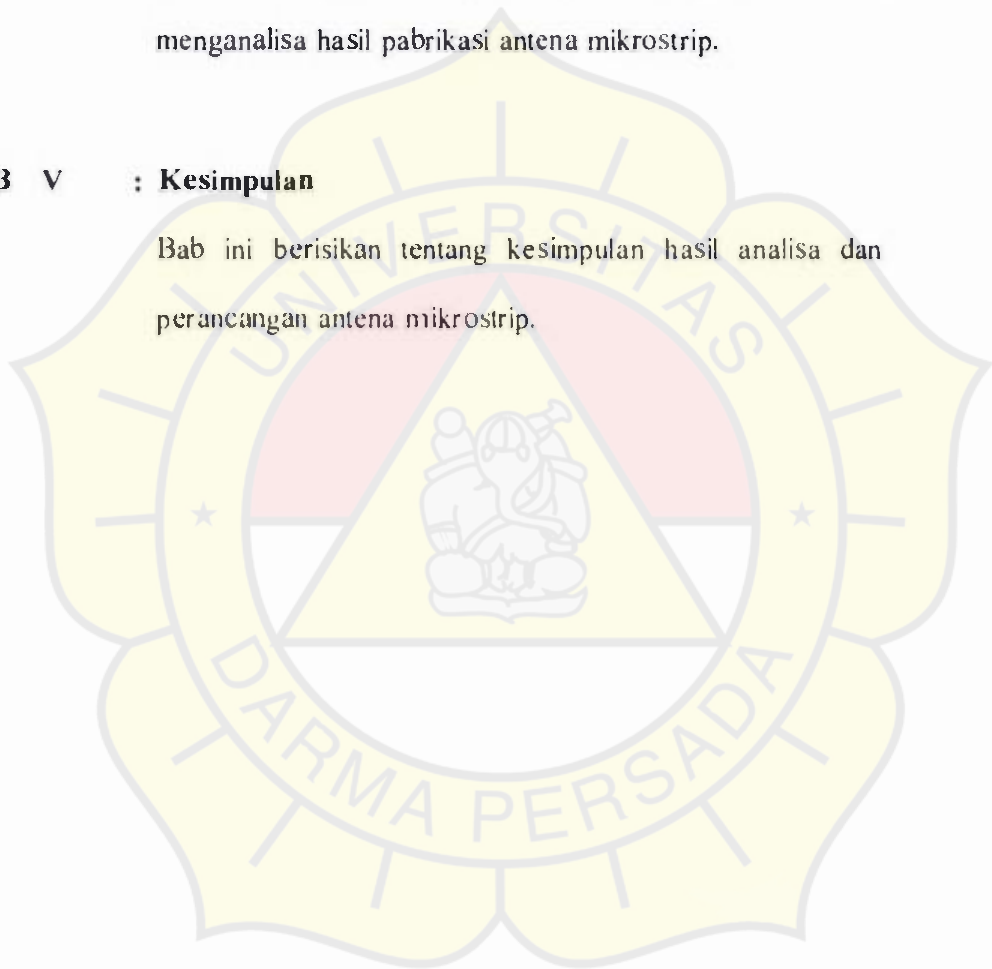 menganalisa hasil pabrikasi antena mikrostrip.
B V : Kesimpulan
Bab ini berisikan tentang kesimpulan hasil analisa dan
perancangan antena mikrostrip.
UNIVERSITAS
DARMA PERSADA